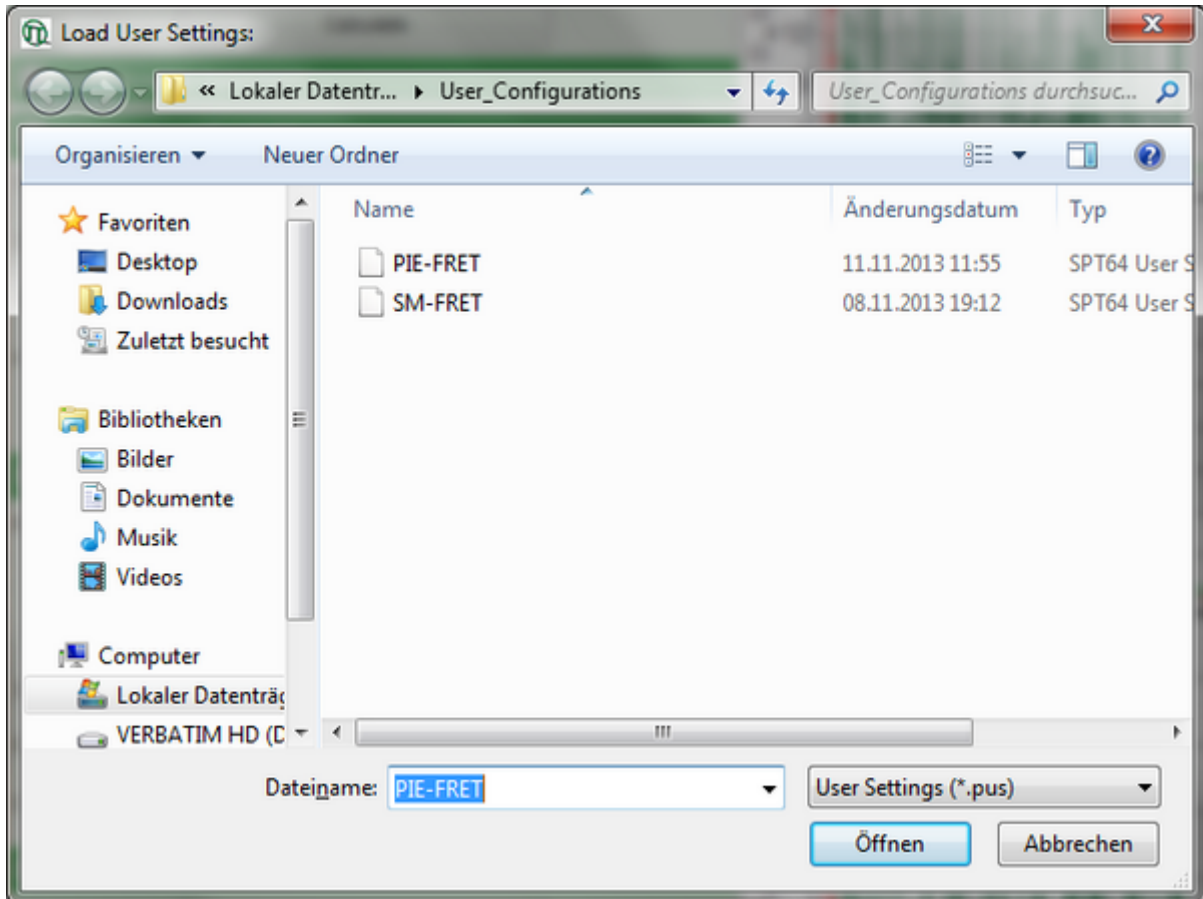 Load User Settings:
« Lokaler Datentr... ▸ User_Configurations
User_Configurations durchsuc...
Organisieren
Neuer Ordner
Favoriten
Desktop
Downloads
Zuletzt besucht
Bibliotheken
Bilder
Dokumente
Musik
Videos
Computer
Lokaler Datenträg
VERBATIM HD (D
Name Änderungsdatum Typ
PIE-FRET 11.11.2013 11:55 SPT64 User S
SM-FRET 08.11.2013 19:12 SPT64 User S
Dateiname: PIE-FRET
User Settings (*.pus)
Öffnen
Abbrechen